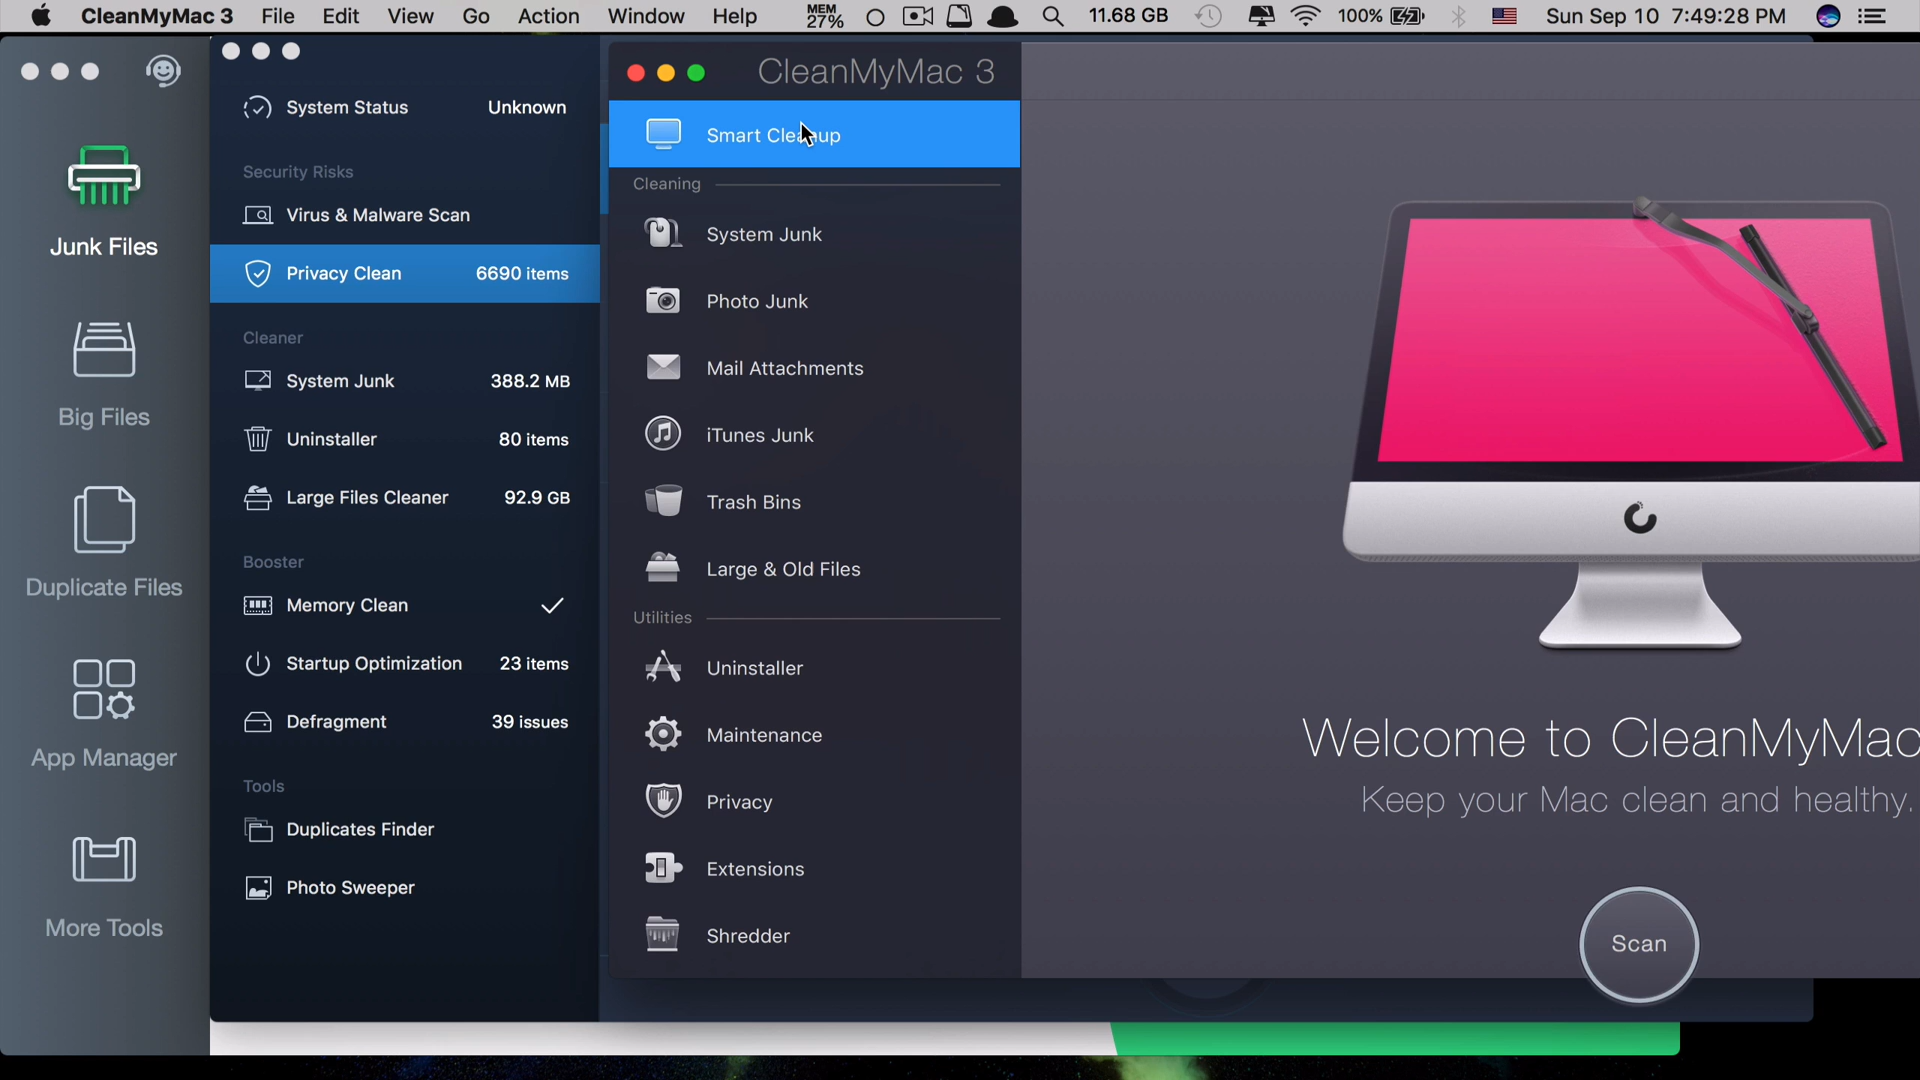 CleanMyMac 3 File Edit View Go Action Window Help MEM 27% 11.68 GB 100% Sun Sep 10 7:49:28 PM
Junk Files
Big Files
Duplicate Files
App Manager
More Tools
System Status Unknown
Security Risks
Virus & Malware Scan
Privacy Clean 6690 items
Cleaner
System Junk 388.2 MB
Uninstaller 80 items
Large Files Cleaner 92.9 GB
Booster
Memory Clean
Startup Optimization 23 items
Defragment 39 issues
Tools
Duplicates Finder
Photo Sweeper
CleanMyMac 3
Smart Cleanup
Cleaning
System Junk
Photo Junk
Mail Attachments
iTunes Junk
Trash Bins
Large & Old Files
Utilities
Uninstaller
Maintenance
Privacy
Extensions
Shredder
Welcome to CleanMyMac
Keep your Mac clean and healthy.
Scan